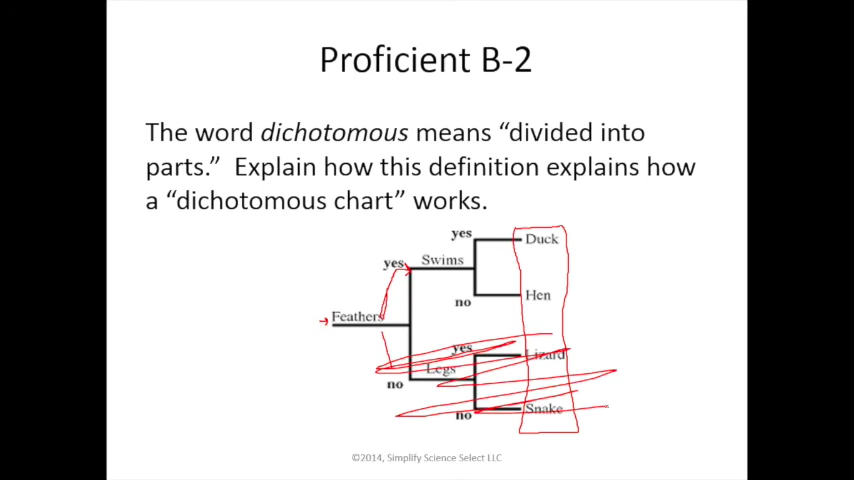 Proficient B-2
The word dichotomous means “divided into
parts.”  Explain how this definition explains how
a “dichotomous chart” works.
yes
Duck
yes
Swims
no
Hen
Feathers
yes
Lizard
Legs
no
no
Snake
©2014, Simplify Science Select LLC